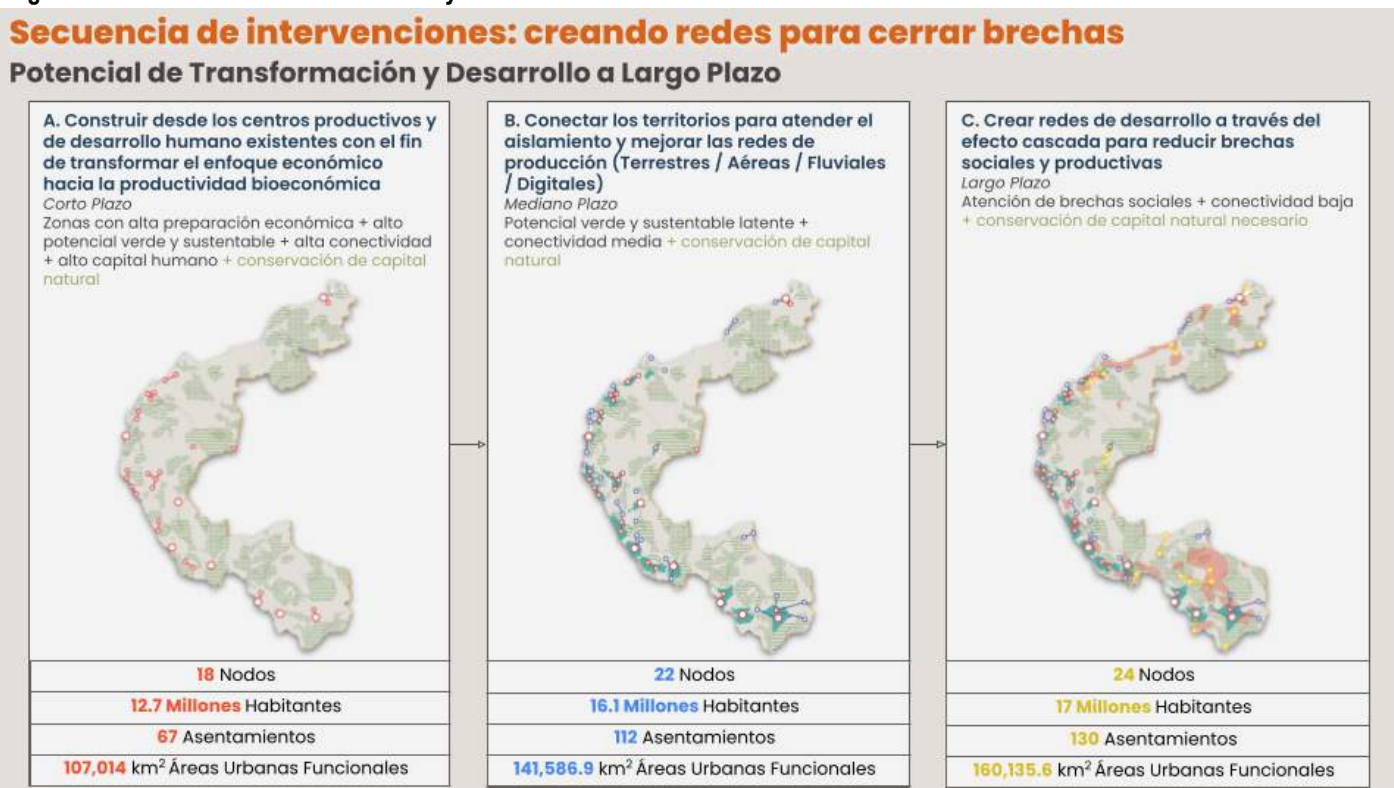 Secuencia de intervenciones: creando redes para cerrar brechas
Potencial de Transformación y Desarrollo a Largo Plazo
A. Construir desde los centros productivos y
de desarrollo humano existentes con el fin
de transformar el enfoque económico
hacia la productividad bioeconómica
Corto Plazo
Zonas con alta preparación económica + alto
potencial verde y sustentable + alta conectividad
+ alto capital humano + conservación de capital
natural
18 Nodos
12.7 Millones Habitantes
67 Asentamientos
107,014 km² Áreas Urbanas Funcionales
B. Conectar los territorios para atender el
aislamiento y mejorar las redes de
producción (Terrestres / Aéreas / Fluviales
/ Digitales)
Mediano Plazo
Potencial verde y sustentable latente +
conectividad media + conservación de capital
natural
22 Nodos
16.1 Millones Habitantes
112 Asentamientos
141,586.9 km² Áreas Urbanas Funcionales
C. Crear redes de desarrollo a través del
efecto cascada para reducir brechas
sociales y productivas
Largo Plazo
Atención de brechas sociales + conectividad baja
+ conservación de capital natural necesario
24 Nodos
17 Millones Habitantes
130 Asentamientos
160,135.6 km² Áreas Urbanas Funcionales